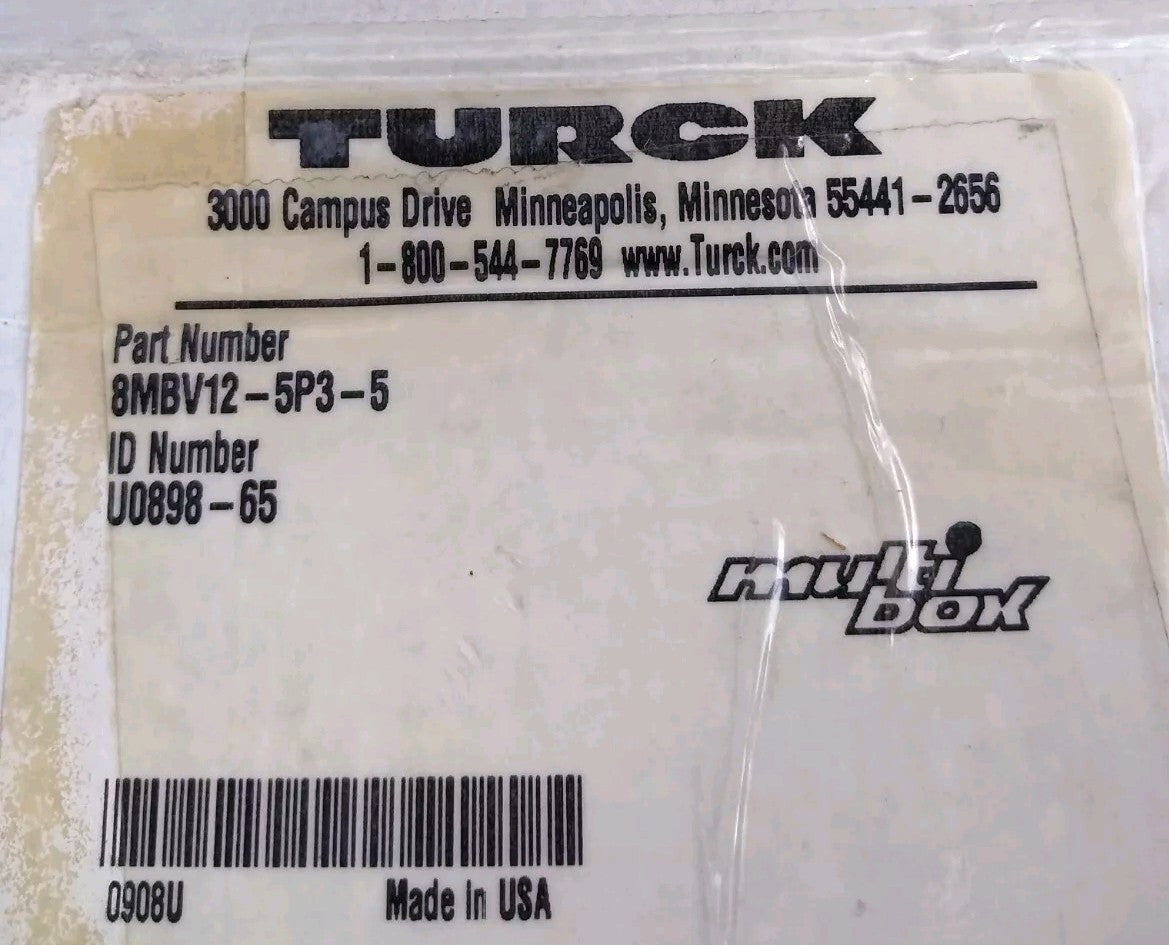 TURCK
3000 Campus Drive Minneapolis, Minnesota 55441-2656
1-800-544-7769 www.Turck.com
Part Number
8MBV12-5P3-5
ID Number
U0898-65
multi
box
0908U Made in USA